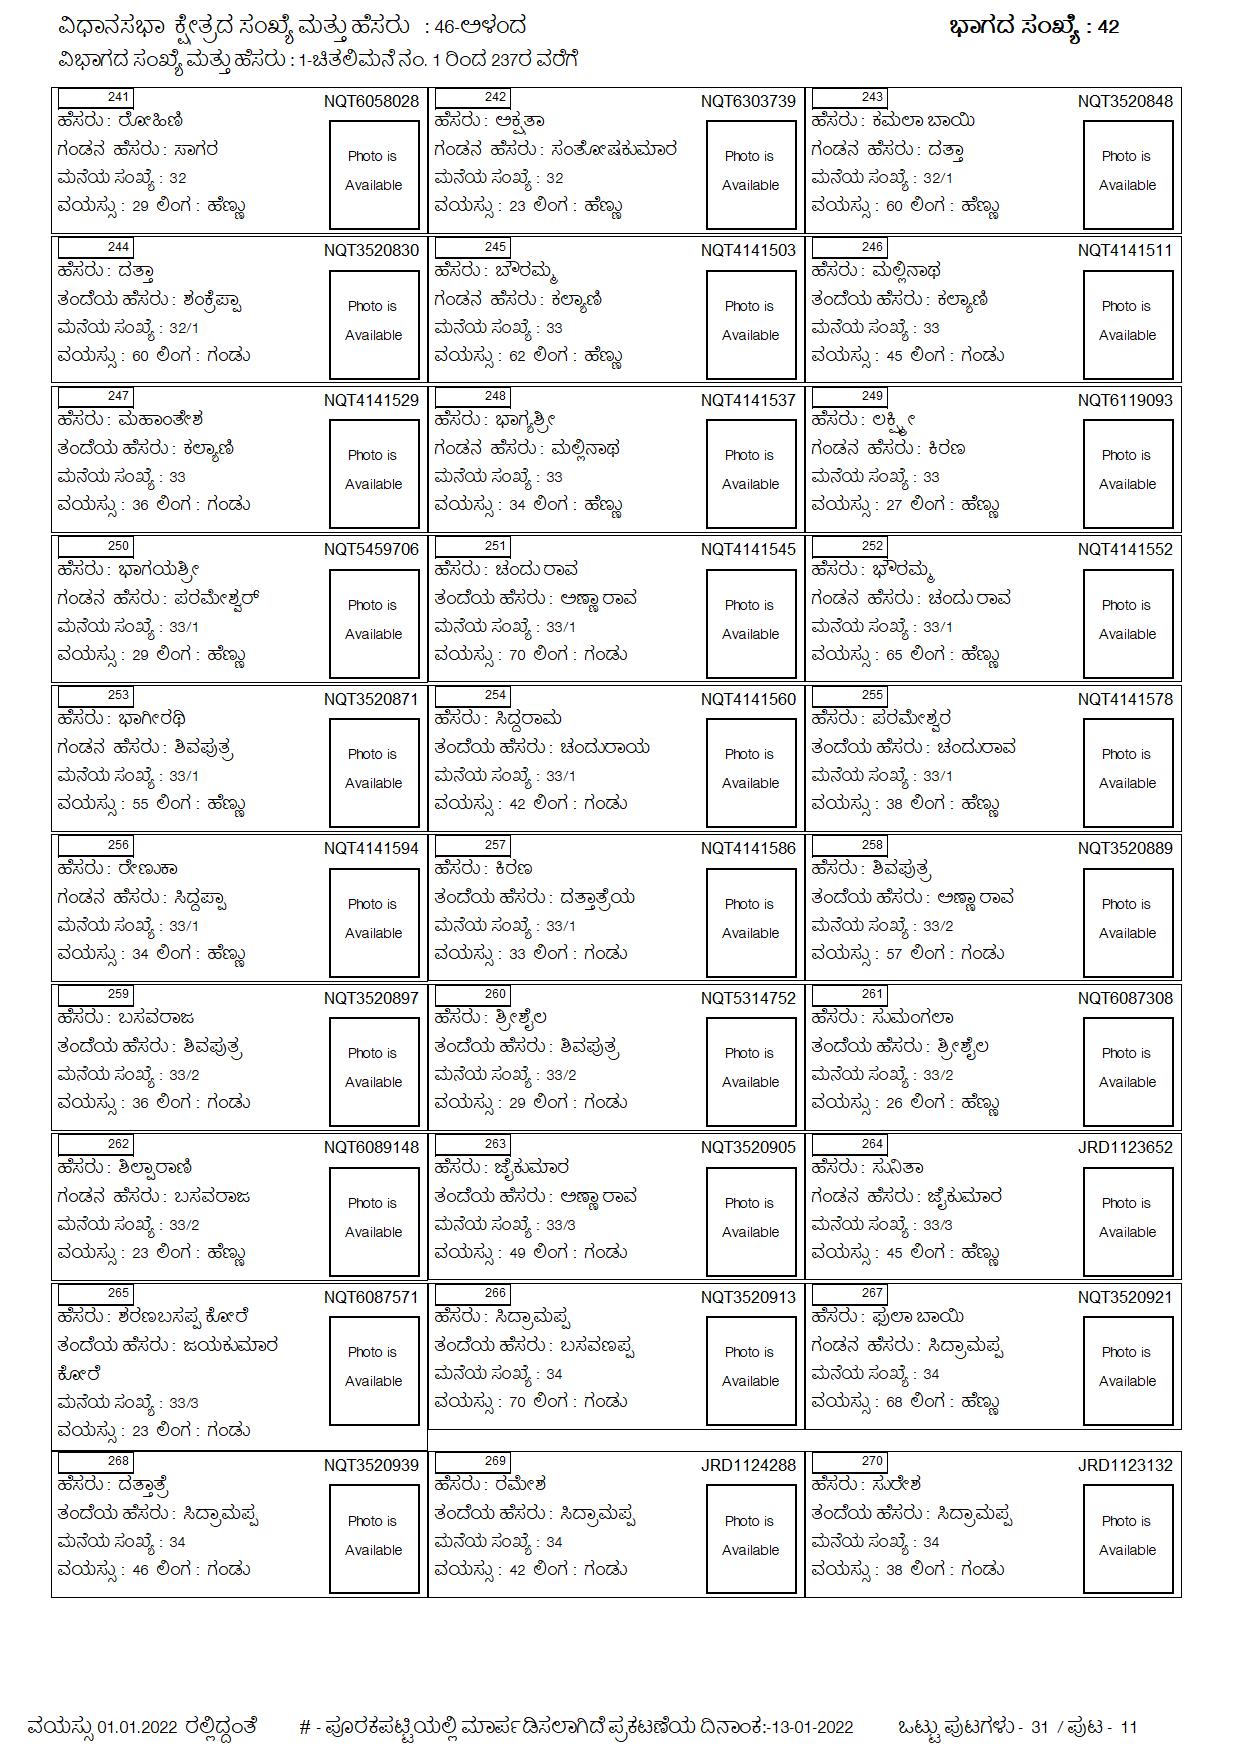 ವಿಧಾನಸಭಾ ಕ್ಷೇತ್ರದ ಸಂಖ್ಯೆ ಮತ್ತು ಹೆಸರು : 46-ಅಳಂದ ಭಾಗದ ಸಂಖ್ಯೆ : 42
ವಿಭಾಗದ ಸಂಖ್ಯೆ ಮತ್ತು ಹೆಸರು : 1-ಚಿತಲಿಮನೆ ನಂ. 1 ರಿಂದ 237ರ ವರೆಗೆ
241 NQT6058028
ಹೆಸರು : ರೋಹಿಣಿ
ಗಂಡನ ಹೆಸರು : ಸಾಗರ
ಮನೆಯ ಸಂಖ್ಯೆ : 32
ವಯಸ್ಸು : 29 ಲಿಂಗ : ಹೆಣ್ಣು
Photo is
Available
242 NQT6303739
ಹೆಸರು : ಅಕ್ಷತಾ
ಗಂಡನ ಹೆಸರು : ಸಂತೋಷಕುಮಾರ
ಮನೆಯ ಸಂಖ್ಯೆ : 32
ವಯಸ್ಸು : 23 ಲಿಂಗ : ಹೆಣ್ಣು
Photo is
Available
243 NQT3520848
ಹೆಸರು : ಕಮಲಾ ಬಾಯಿ
ಗಂಡನ ಹೆಸರು : ದತ್ತಾ
ಮನೆಯ ಸಂಖ್ಯೆ : 32/1
ವಯಸ್ಸು : 60 ಲಿಂಗ : ಹೆಣ್ಣು
Photo is
Available
244 NQT3520830
ಹೆಸರು : ದತ್ತಾ
ತಂದೆಯ ಹೆಸರು : ಶಂಕ್ರೆಪ್ಪಾ
ಮನೆಯ ಸಂಖ್ಯೆ : 32/1
ವಯಸ್ಸು : 60 ಲಿಂಗ : ಗಂಡು
Photo is
Available
245 NQT4141503
ಹೆಸರು : ಬೌರಮ್ಮ
ಗಂಡನ ಹೆಸರು : ಕಲ್ಯಾಣಿ
ಮನೆಯ ಸಂಖ್ಯೆ : 33
ವಯಸ್ಸು : 62 ಲಿಂಗ : ಹೆಣ್ಣು
Photo is
Available
246 NQT4141511
ಹೆಸರು : ಮಲ್ಲಿನಾಥ
ತಂದೆಯ ಹೆಸರು : ಕಲ್ಯಾಣಿ
ಮನೆಯ ಸಂಖ್ಯೆ : 33
ವಯಸ್ಸು : 45 ಲಿಂಗ : ಗಂಡು
Photo is
Available
247 NQT4141529
ಹೆಸರು : ಮಹಾಂತೇಶ
ತಂದೆಯ ಹೆಸರು : ಕಲ್ಯಾಣಿ
ಮನೆಯ ಸಂಖ್ಯೆ : 33
ವಯಸ್ಸು : 36 ಲಿಂಗ : ಗಂಡು
Photo is
Available
248 NQT4141537
ಹೆಸರು : ಭಾಗ್ಯಶ್ರೀ
ಗಂಡನ ಹೆಸರು : ಮಲ್ಲಿನಾಥ
ಮನೆಯ ಸಂಖ್ಯೆ : 33
ವಯಸ್ಸು : 34 ಲಿಂಗ : ಹೆಣ್ಣು
Photo is
Available
249 NQT6119093
ಹೆಸರು : ಲಕ್ಷ್ಮೀ
ಗಂಡನ ಹೆಸರು : ಕಿರಣ
ಮನೆಯ ಸಂಖ್ಯೆ : 33
ವಯಸ್ಸು : 27 ಲಿಂಗ : ಹೆಣ್ಣು
Photo is
Available
250 NQT5459706
ಹೆಸರು : ಭಾಗಯಶ್ರೀ
ಗಂಡನ ಹೆಸರು : ಪರಮೇಶ್ವರ್
ಮನೆಯ ಸಂಖ್ಯೆ : 33/1
ವಯಸ್ಸು : 29 ಲಿಂಗ : ಹೆಣ್ಣು
Photo is
Available
251 NQT4141545
ಹೆಸರು : ಚಂದು ರಾವ
ತಂದೆಯ ಹೆಸರು : ಅಣ್ಣಾ ರಾವ
ಮನೆಯ ಸಂಖ್ಯೆ : 33/1
ವಯಸ್ಸು : 70 ಲಿಂಗ : ಗಂಡು
Photo is
Available
252 NQT4141552
ಹೆಸರು : ಭೌರಮ್ಮ
ಗಂಡನ ಹೆಸರು : ಚಂದು ರಾವ
ಮನೆಯ ಸಂಖ್ಯೆ : 33/1
ವಯಸ್ಸು : 65 ಲಿಂಗ : ಹೆಣ್ಣು
Photo is
Available
253 NQT3520871
ಹೆಸರು : ಭಾಗೀರಥಿ
ಗಂಡನ ಹೆಸರು : ಶಿವಪುತ್ರ
ಮನೆಯ ಸಂಖ್ಯೆ : 33/1
ವಯಸ್ಸು : 55 ಲಿಂಗ : ಹೆಣ್ಣು
Photo is
Available
254 NQT4141560
ಹೆಸರು : ಸಿದ್ದರಾಮ
ತಂದೆಯ ಹೆಸರು : ಚಂದುರಾಯ
ಮನೆಯ ಸಂಖ್ಯೆ : 33/1
ವಯಸ್ಸು : 42 ಲಿಂಗ : ಗಂಡು
Photo is
Available
255 NQT4141578
ಹೆಸರು : ಪರಮೇಶ್ವರ
ತಂದೆಯ ಹೆಸರು : ಚಂದುರಾವ
ಮನೆಯ ಸಂಖ್ಯೆ : 33/1
ವಯಸ್ಸು : 38 ಲಿಂಗ : ಹೆಣ್ಣು
Photo is
Available
256 NQT4141594
ಹೆಸರು : ರೇಣುಕಾ
ಗಂಡನ ಹೆಸರು : ಸಿದ್ದಪ್ಪಾ
ಮನೆಯ ಸಂಖ್ಯೆ : 33/1
ವಯಸ್ಸು : 34 ಲಿಂಗ : ಹೆಣ್ಣು
Photo is
Available
257 NQT4141586
ಹೆಸರು : ಕಿರಣ
ತಂದೆಯ ಹೆಸರು : ದತ್ತಾತ್ರೆಯ
ಮನೆಯ ಸಂಖ್ಯೆ : 33/1
ವಯಸ್ಸು : 33 ಲಿಂಗ : ಗಂಡು
Photo is
Available
258 NQT3520889
ಹೆಸರು : ಶಿವಪುತ್ರ
ತಂದೆಯ ಹೆಸರು : ಅಣ್ಣಾ ರಾವ
ಮನೆಯ ಸಂಖ್ಯೆ : 33/2
ವಯಸ್ಸು : 57 ಲಿಂಗ : ಗಂಡು
Photo is
Available
259 NQT3520897
ಹೆಸರು : ಬಸವರಾಜ
ತಂದೆಯ ಹೆಸರು : ಶಿವಪುತ್ರ
ಮನೆಯ ಸಂಖ್ಯೆ : 33/2
ವಯಸ್ಸು : 36 ಲಿಂಗ : ಗಂಡು
Photo is
Available
260 NQT5314752
ಹೆಸರು : ಶ್ರೀಶೈಲ
ತಂದೆಯ ಹೆಸರು : ಶಿವಪುತ್ರ
ಮನೆಯ ಸಂಖ್ಯೆ : 33/2
ವಯಸ್ಸು : 29 ಲಿಂಗ : ಗಂಡು
Photo is
Available
261 NQT6087308
ಹೆಸರು : ಸುಮಂಗಲಾ
ತಂದೆಯ ಹೆಸರು : ಶ್ರೀಶೈಲ
ಮನೆಯ ಸಂಖ್ಯೆ : 33/2
ವಯಸ್ಸು : 26 ಲಿಂಗ : ಹೆಣ್ಣು
Photo is
Available
262 NQT6089148
ಹೆಸರು : ಶಿಲ್ಪಾರಾಣಿ
ಗಂಡನ ಹೆಸರು : ಬಸವರಾಜ
ಮನೆಯ ಸಂಖ್ಯೆ : 33/2
ವಯಸ್ಸು : 23 ಲಿಂಗ : ಹೆಣ್ಣು
Photo is
Available
263 NQT3520905
ಹೆಸರು : ಜೈಕುಮಾರ
ತಂದೆಯ ಹೆಸರು : ಅಣ್ಣಾ ರಾವ
ಮನೆಯ ಸಂಖ್ಯೆ : 33/3
ವಯಸ್ಸು : 49 ಲಿಂಗ : ಗಂಡು
Photo is
Available
264 JRD1123652
ಹೆಸರು : ಸುನಿತಾ
ಗಂಡನ ಹೆಸರು : ಜೈಕುಮಾರ
ಮನೆಯ ಸಂಖ್ಯೆ : 33/3
ವಯಸ್ಸು : 45 ಲಿಂಗ : ಹೆಣ್ಣು
Photo is
Available
265 NQT6087571
ಹೆಸರು : ಶರಣಬಸಪ್ಪ ಕೋರೆ
ತಂದೆಯ ಹೆಸರು : ಜಯಕುಮಾರ
ಕೋರೆ
ಮನೆಯ ಸಂಖ್ಯೆ : 33/3
ವಯಸ್ಸು : 23 ಲಿಂಗ : ಗಂಡು
Photo is
Available
266 NQT3520913
ಹೆಸರು : ಸಿದ್ರಾಮಪ್ಪ
ತಂದೆಯ ಹೆಸರು : ಬಸವಣಪ್ಪ
ಮನೆಯ ಸಂಖ್ಯೆ : 34
ವಯಸ್ಸು : 70 ಲಿಂಗ : ಗಂಡು
Photo is
Available
267 NQT3520921
ಹೆಸರು : ಫುಲಾ ಬಾಯಿ
ಗಂಡನ ಹೆಸರು : ಸಿದ್ರಾಮಪ್ಪ
ಮನೆಯ ಸಂಖ್ಯೆ : 34
ವಯಸ್ಸು : 68 ಲಿಂಗ : ಹೆಣ್ಣು
Photo is
Available
268 NQT3520939
ಹೆಸರು : ದತ್ತಾತ್ರೆ
ತಂದೆಯ ಹೆಸರು : ಸಿದ್ರಾಮಪ್ಪ
ಮನೆಯ ಸಂಖ್ಯೆ : 34
ವಯಸ್ಸು : 46 ಲಿಂಗ : ಗಂಡು
Photo is
Available
269 JRD1124288
ಹೆಸರು : ರಮೇಶ
ತಂದೆಯ ಹೆಸರು : ಸಿದ್ರಾಮಪ್ಪ
ಮನೆಯ ಸಂಖ್ಯೆ : 34
ವಯಸ್ಸು : 42 ಲಿಂಗ : ಗಂಡು
Photo is
Available
270 JRD1123132
ಹೆಸರು : ಸುರೇಶ
ತಂದೆಯ ಹೆಸರು : ಸಿದ್ರಾಮಪ್ಪ
ಮನೆಯ ಸಂಖ್ಯೆ : 34
ವಯಸ್ಸು : 38 ಲಿಂಗ : ಗಂಡು
Photo is
Available
ವಯಸ್ಸು 01.01.2022 ರಲ್ಲಿದ್ದಂತೆ # - ಪೂರಕಪಟ್ಟಿಯಲ್ಲಿ ಮಾರ್ಪಡಿಸಲಾಗಿದೆ ಪ್ರಕಟಣೆಯ ದಿನಾಂಕ:-13-01-2022 ಒಟ್ಟು ಪುಟಗಳು - 31 / ಪುಟ - 11